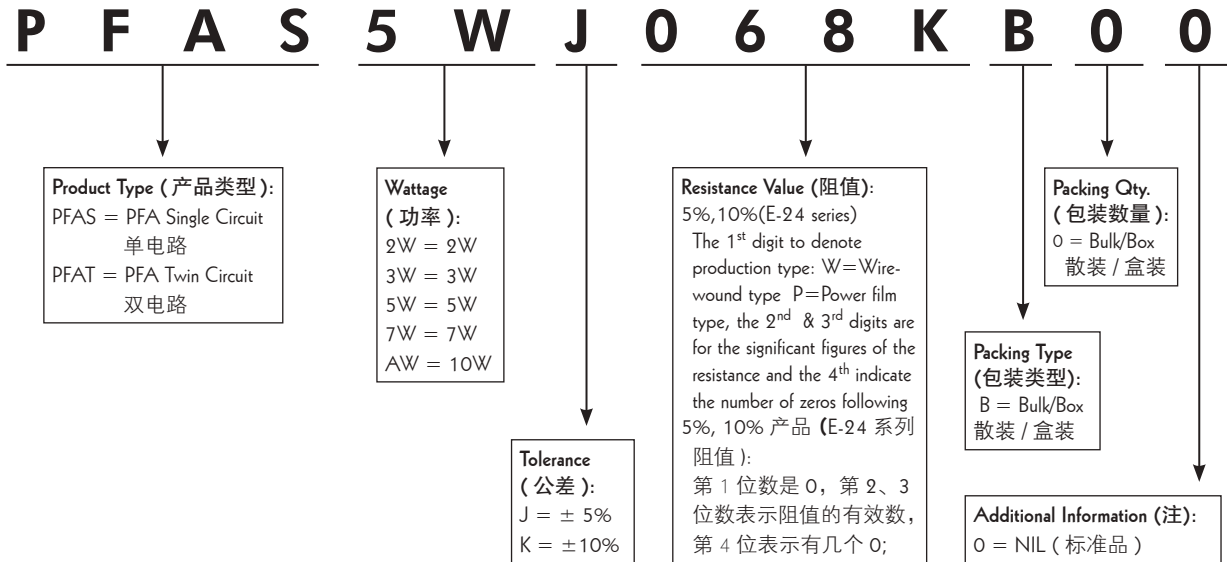 PFAS 5W J 068K B 0 0
Product Type (产品类型):
PFAS = PFA Single Circuit
单电路
PFAT = PFA Twin Circuit
双电路
Wattage
(功率):
2W = 2W
3W = 3W
5W = 5W
7W = 7W
AW = 10W
Tolerance
(公差):
J = ± 5%
K = ±10%
Resistance Value (阻值):
5%,10%(E-24 series)
The 1st digit to denote
production type: W=Wire-
wound type P=Power film
type, the 2nd & 3rd digits are
for the significant figures of the
resistance and the 4th indicate
the number of zeros following
5%, 10% 产品 (E-24 系列
阻值):
第 1 位数是 0，第 2、3
位数表示阻值的有效数，
第 4 位表示有几个 0;
Packing Type
(包装类型):
B = Bulk/Box
散装 / 盒装
Packing Qty.
(包装数量):
0 = Bulk/Box
散装 / 盒装
Additional Information (注):
0 = NIL (标准品)